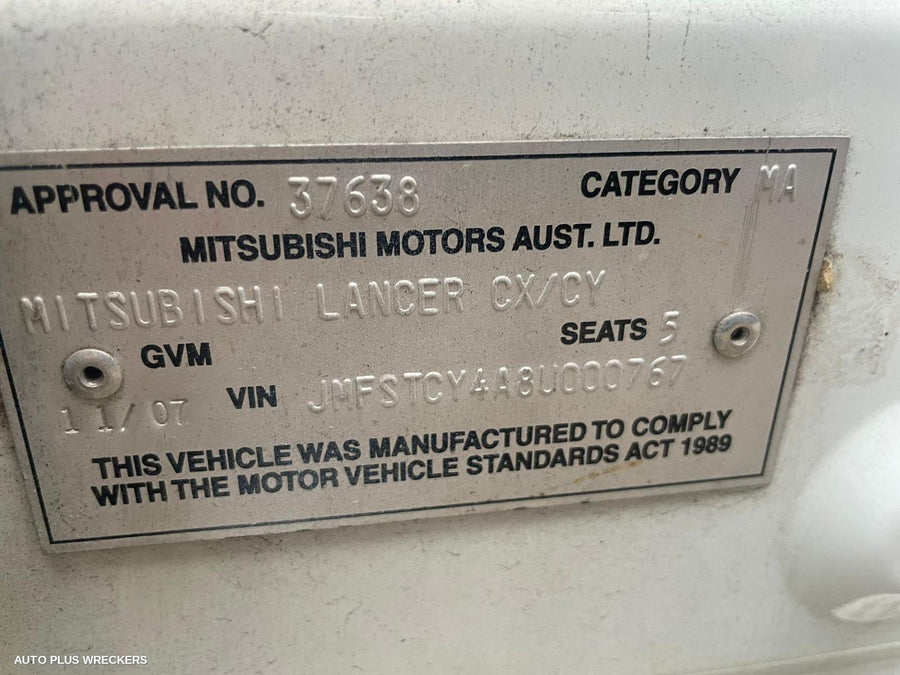 APPROVAL NO. 37638 CATEGORY MA
MITSUBISHI MOTORS AUST. LTD.
MITSUBISHI LANCER CX/CY
GVM SEATS 5
11/07 VIN JMFSTCY4A8U000767
THIS VEHICLE WAS MANUFACTURED TO COMPLY
WITH THE MOTOR VEHICLE STANDARDS ACT 1989
AUTO PLUS WRECKERS